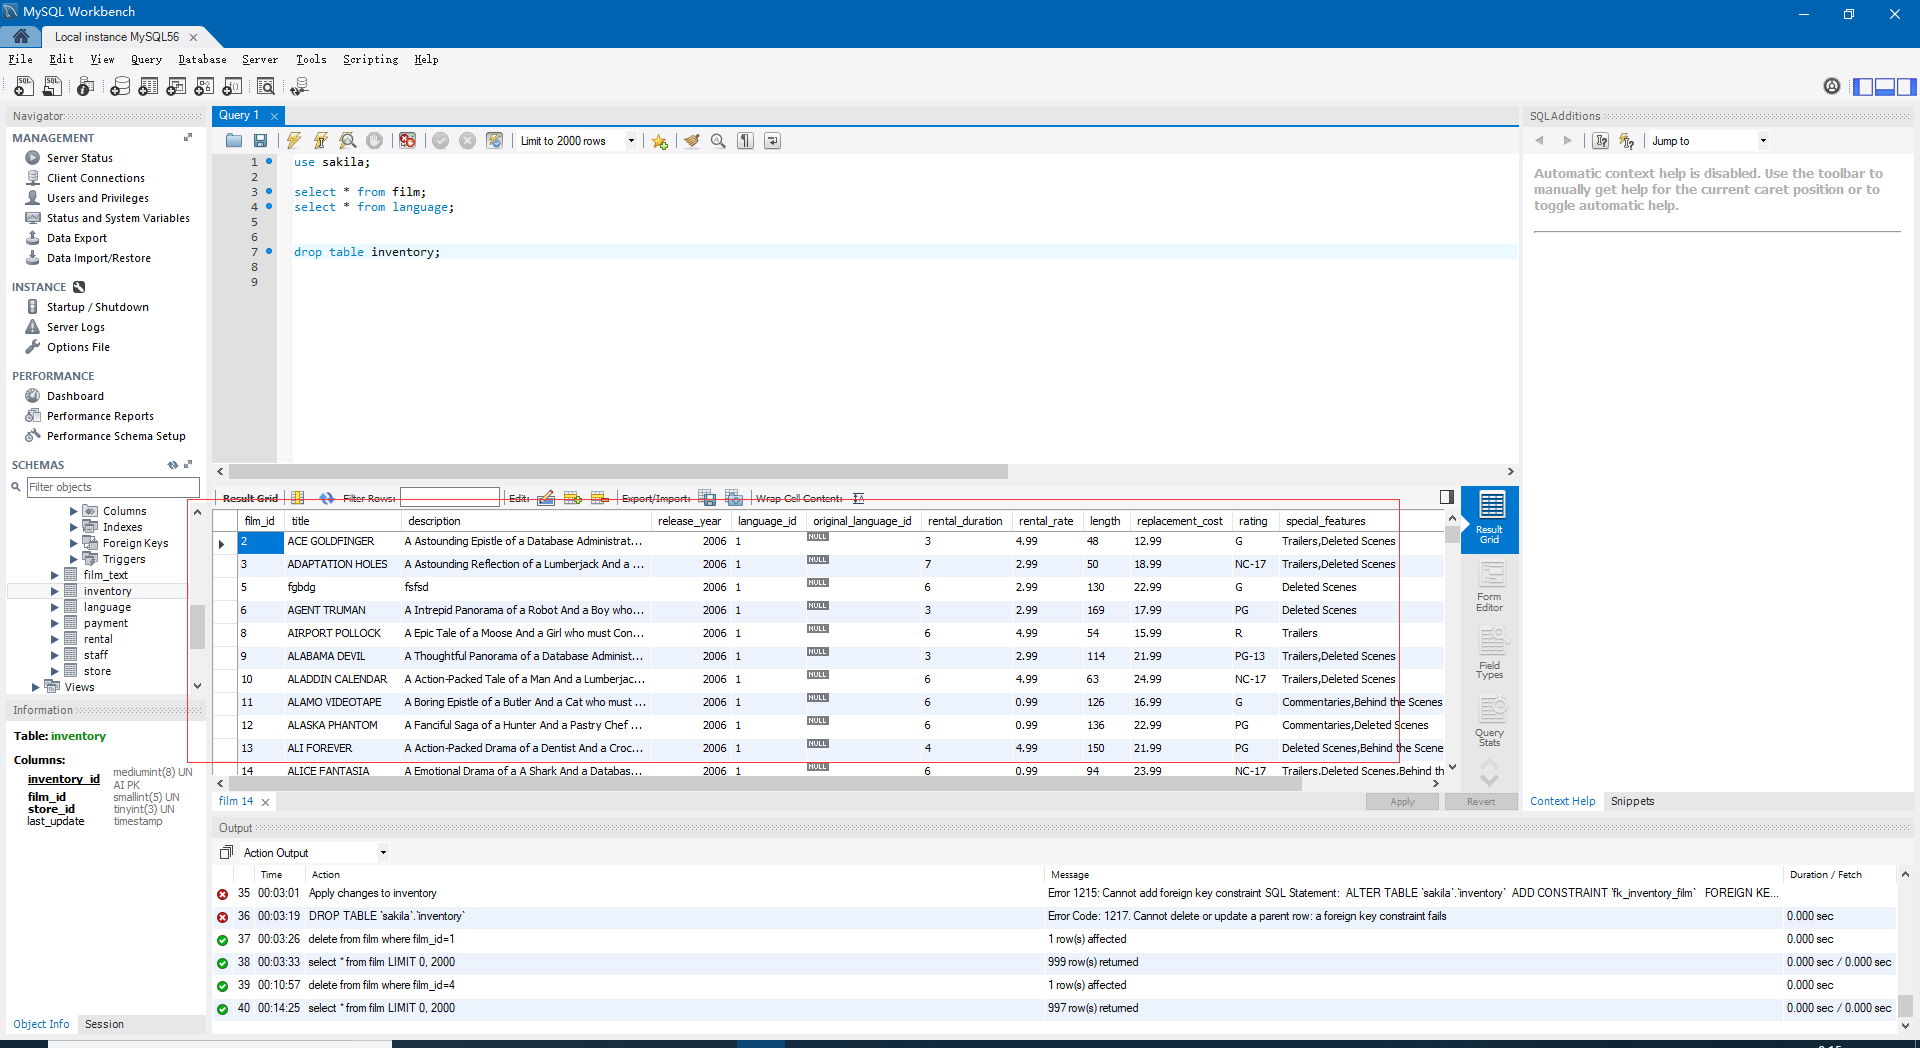 MySQL Workbench
Local instance MySQL56
File Edit View Query Database Server Tools Scripting Help
Navigator
MANAGEMENT
Server Status
Client Connections
Users and Privileges
Status and System Variables
Data Export
Data Import/Restore
INSTANCE
Startup / Shutdown
Server Logs
Options File
PERFORMANCE
Dashboard
Performance Reports
Performance Schema Setup
SCHEMAS
Filter objects
Columns
Indexes
Foreign Keys
Triggers
film_text
inventory
language
payment
rental
staff
store
Views
Information
Table: inventory
Columns:
inventory_id mediumint(8) UN AI PK
film_id smallint(5) UN
store_id tinyint(3) UN
last_update timestamp
Object Info Session
Query 1
Limit to 2000 rows
1 use sakila;
2
3 select * from film;
4 select * from language;
5
6
7 drop table inventory;
8
9
Result Grid Filter Rows: Edit: Export/Import: Wrap Cell Content:
film_id title description release_year language_id original_language_id rental_duration rental_rate length replacement_cost rating special_features
2 ACE GOLDFINGER A Astounding Epistle of a Database Administrat... 2006 1 NULL 3 4.99 48 12.99 G Trailers,Deleted Scenes
3 ADAPTATION HOLES A Astounding Reflection of a Lumberjack And a ... 2006 1 NULL 7 2.99 50 18.99 NC-17 Trailers,Deleted Scenes
5 fgbdg fsfsd 2006 1 NULL 6 2.99 130 22.99 G Deleted Scenes
6 AGENT TRUMAN A Intrepid Panorama of a Robot And a Boy who... 2006 1 NULL 3 2.99 169 17.99 PG Deleted Scenes
8 AIRPORT POLLOCK A Epic Tale of a Moose And a Girl who must Con... 2006 1 NULL 6 4.99 54 15.99 R Trailers
9 ALABAMA DEVIL A Thoughtful Panorama of a Database Administ... 2006 1 NULL 3 2.99 114 21.99 PG-13 Trailers,Deleted Scenes
10 ALADDIN CALENDAR A Action-Packed Tale of a Man And a Lumberjac... 2006 1 NULL 6 4.99 63 24.99 NC-17 Trailers,Deleted Scenes
11 ALAMO VIDEOTAPE A Boring Epistle of a Butler And a Cat who must ... 2006 1 NULL 6 0.99 126 16.99 G Commentaries,Behind the Scenes
12 ALASKA PHANTOM A Fanciful Saga of a Hunter And a Pastry Chef ... 2006 1 NULL 6 0.99 136 22.99 PG Commentaries,Deleted Scenes
13 ALI FOREVER A Action-Packed Drama of a Dentist And a Croc... 2006 1 NULL 4 4.99 150 21.99 PG Deleted Scenes,Behind the Scene
14 ALICE FANTASIA A Emotional Drama of a A Shark And a Databas... 2006 1 NULL 6 0.99 94 23.99 NC-17 Trailers,Deleted Scenes,Behind th
Result Grid
Form Editor
Field Types
Query Stats
film 14 Apply Revert
SQLAdditions
Jump to
Automatic context help is disabled. Use the toolbar to
manually get help for the current caret position or to
toggle automatic help.
Context Help Snippets
Output
Action Output
Time Action Message Duration / Fetch
35 00:03:01 Apply changes to inventory Error 1215: Cannot add foreign key constraint SQL Statement: ALTER TABLE `sakila`.`inventory` ADD CONSTRAINT `fk_inventory_film` FOREIGN KE...
36 00:03:19 DROP TABLE `sakila`.`inventory` Error Code: 1217. Cannot delete or update a parent row: a foreign key constraint fails 0.000 sec
37 00:03:26 delete from film where film_id=1 1 row(s) affected 0.000 sec
38 00:03:33 select * from film LIMIT 0, 2000 999 row(s) returned 0.000 sec / 0.000 sec
39 00:10:57 delete from film where film_id=4 1 row(s) affected 0.000 sec
40 00:14:25 select * from film LIMIT 0, 2000 997 row(s) returned 0.000 sec / 0.000 sec